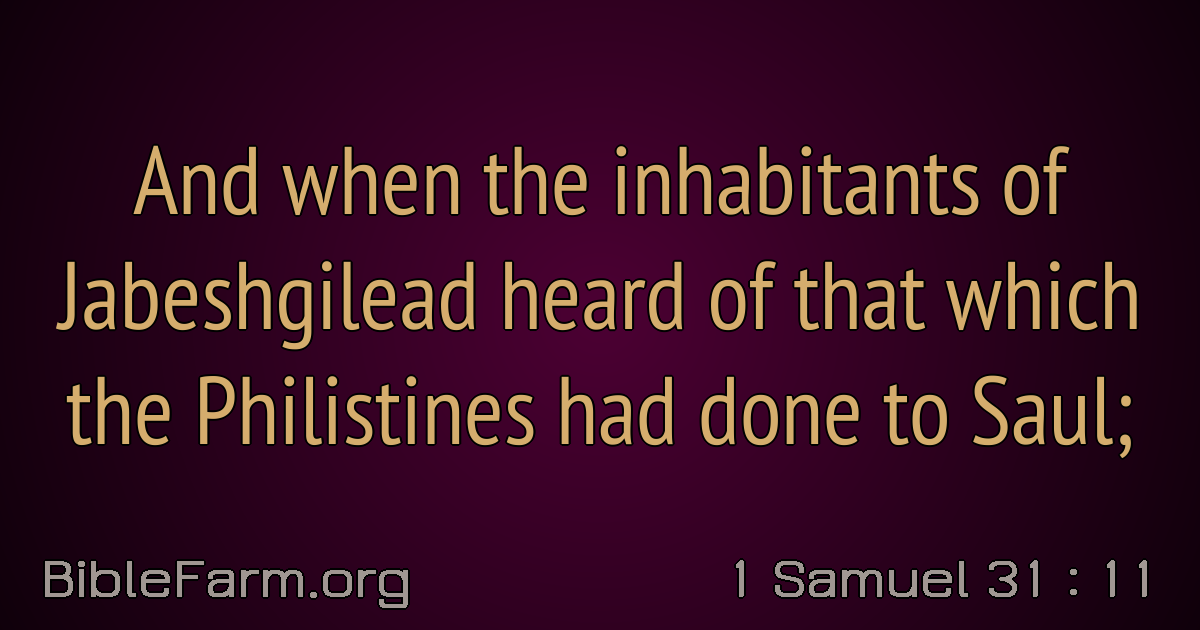 And when the inhabitants of
Jabeshgilead heard of that which
the Philistines had done to Saul;
BibleFarm.org
1 Samuel 31 : 11